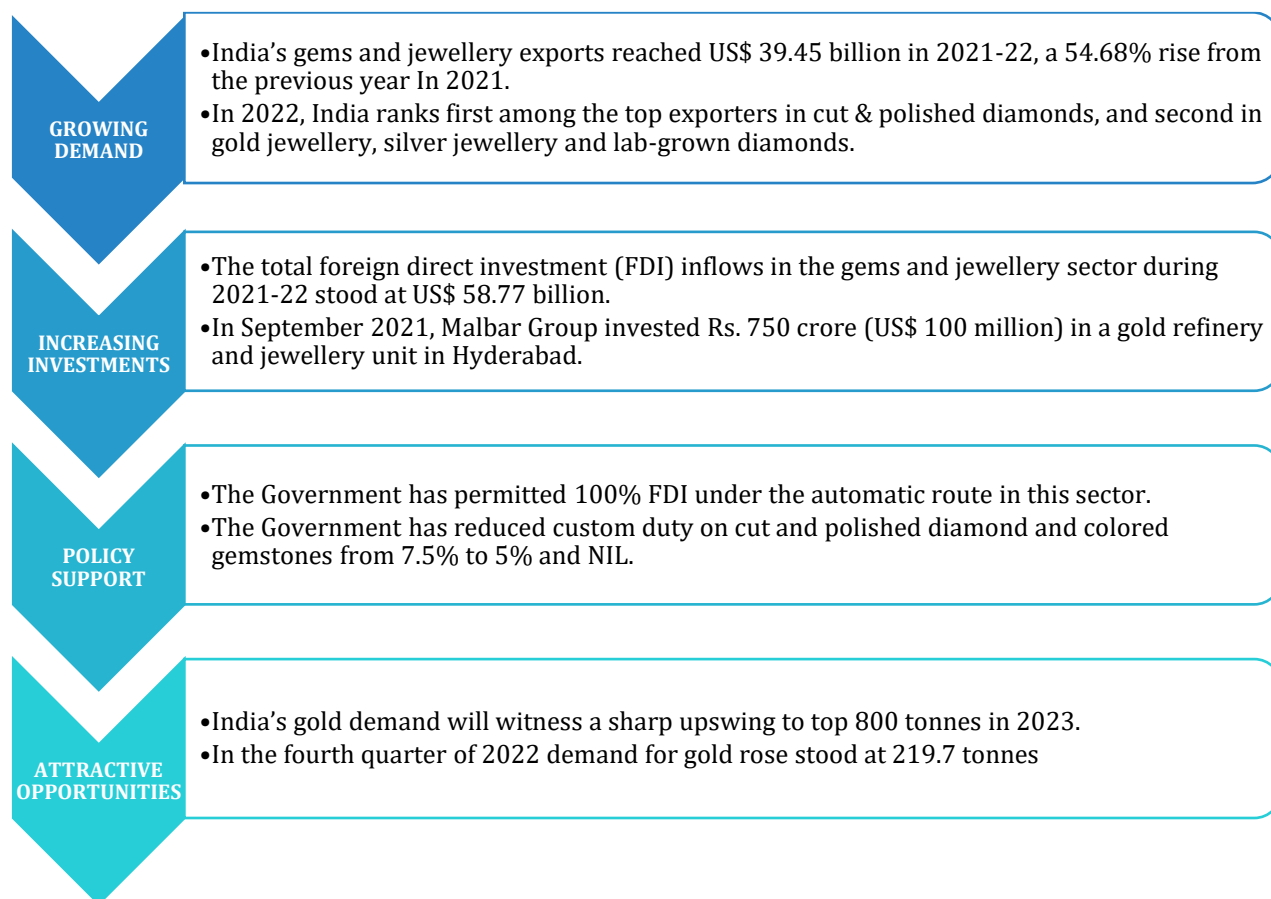 GROWING
DEMAND
•India’s gems and jewellery exports reached US$ 39.45 billion in 2021-22, a 54.68% rise from
the previous year In 2021.
•In 2022, India ranks first among the top exporters in cut & polished diamonds, and second in
gold jewellery, silver jewellery and lab-grown diamonds.
INCREASING
INVESTMENTS
•The total foreign direct investment (FDI) inflows in the gems and jewellery sector during
2021-22 stood at US$ 58.77 billion.
•In September 2021, Malbar Group invested Rs. 750 crore (US$ 100 million) in a gold refinery
and jewellery unit in Hyderabad.
POLICY
SUPPORT
•The Government has permitted 100% FDI under the automatic route in this sector.
•The Government has reduced custom duty on cut and polished diamond and colored
gemstones from 7.5% to 5% and NIL.
ATTRACTIVE
OPPORTUNITIES
•India’s gold demand will witness a sharp upswing to top 800 tonnes in 2023.
•In the fourth quarter of 2022 demand for gold rose stood at 219.7 tonnes